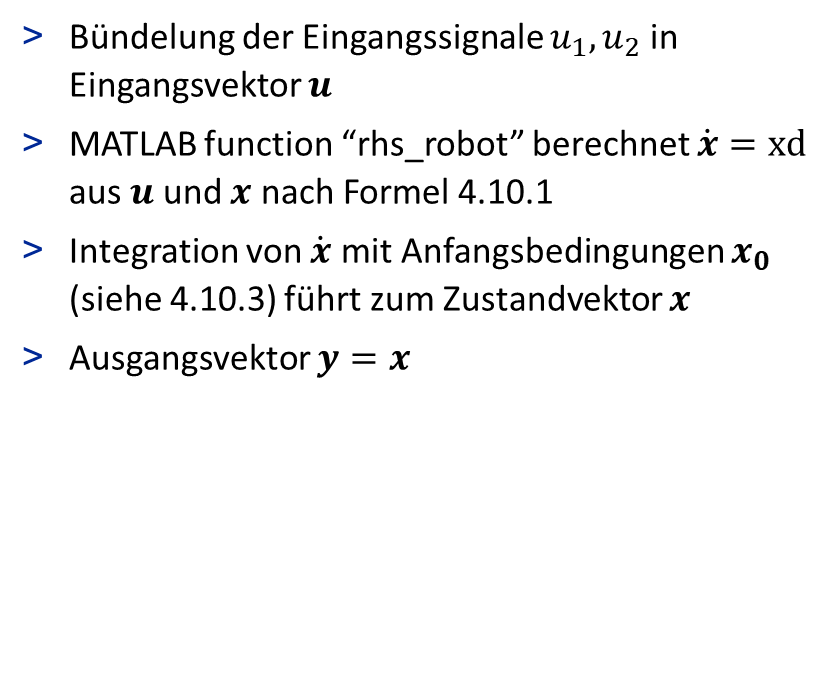 > Bündelung der Eingangssignale u₁, u₂ in
Eingangsvektor u
> MATLAB function “rhs_robot” berechnet ẋ = xd
aus u und x nach Formel 4.10.1
> Integration von ẋ mit Anfangsbedingungen x₀
(siehe 4.10.3) führt zum Zustandvektor x
> Ausgangsvektor y = x